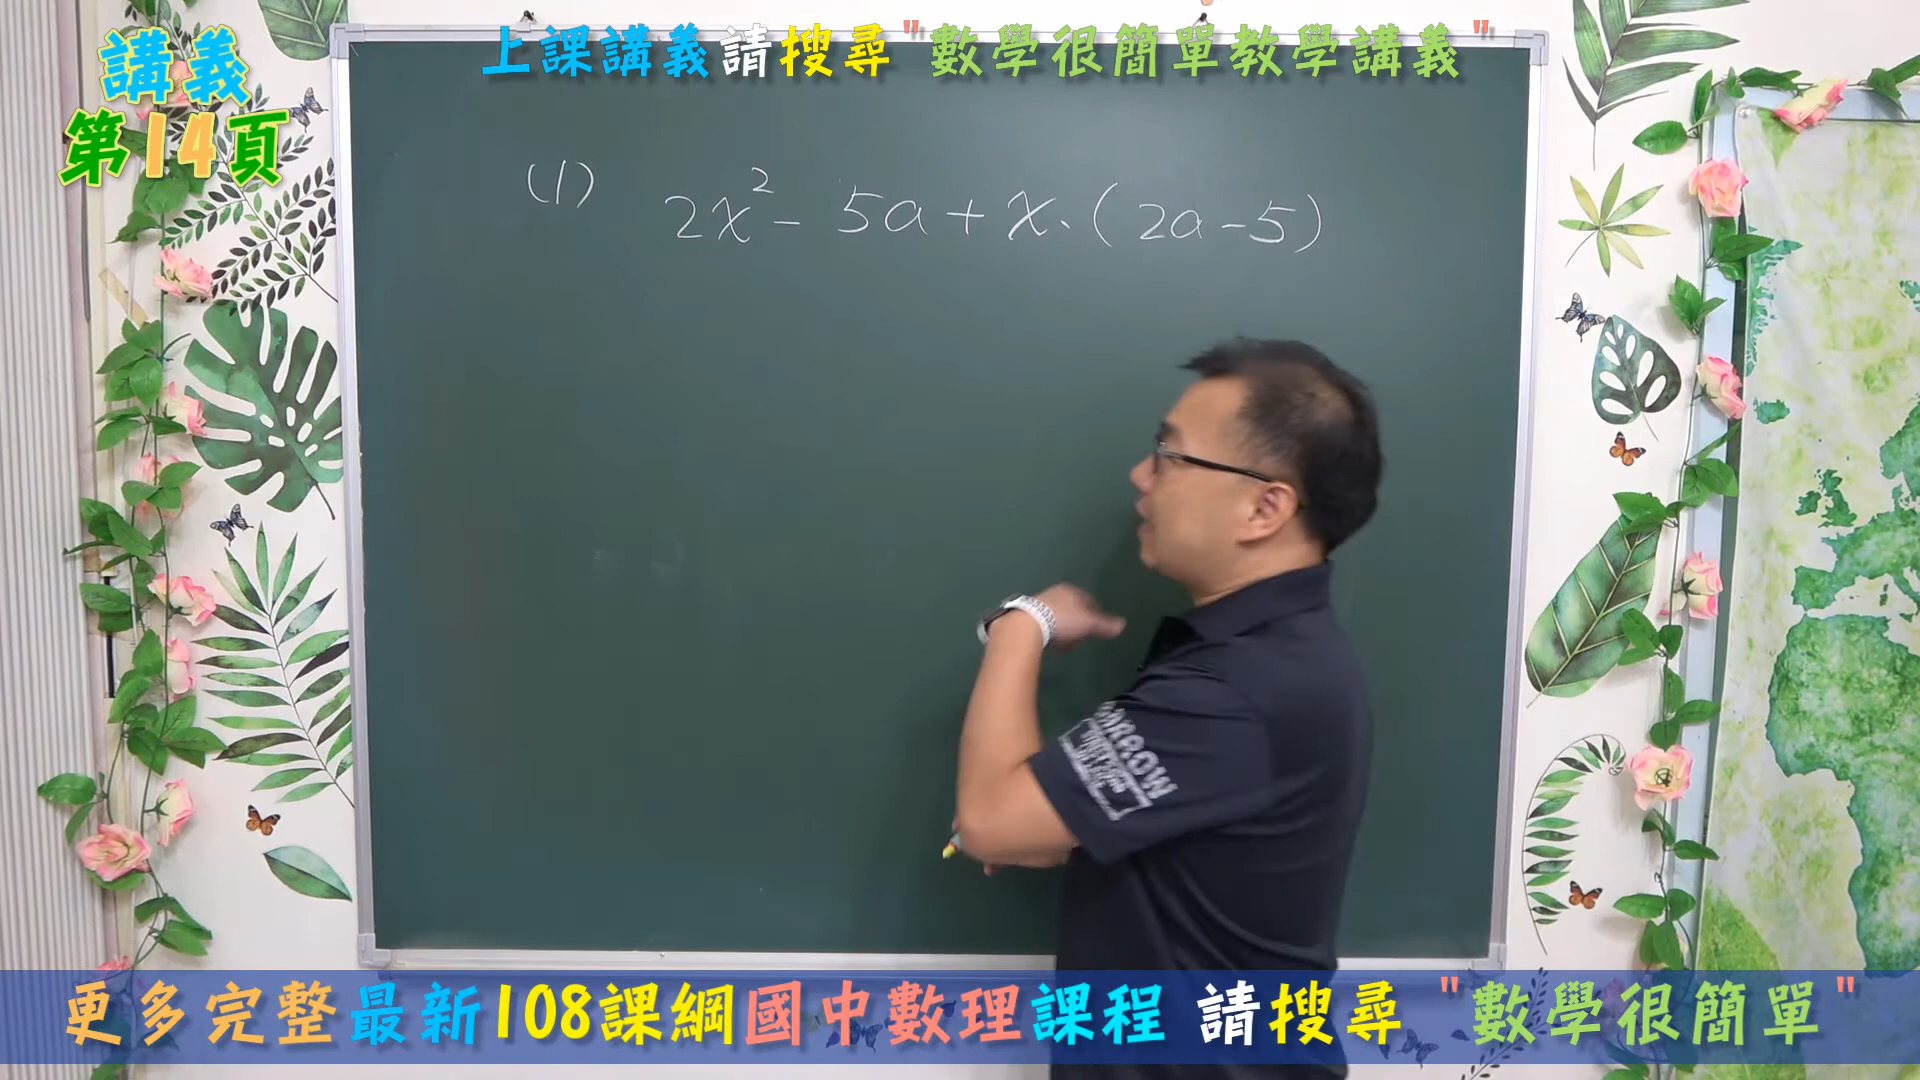 上課講義請搜尋"數學很簡單教學講義"
講義
第14頁
(1) 2x² - 5a + x·(2a-5)
更多完整最新108課綱國中數理課程 請搜尋 "數學很簡單"